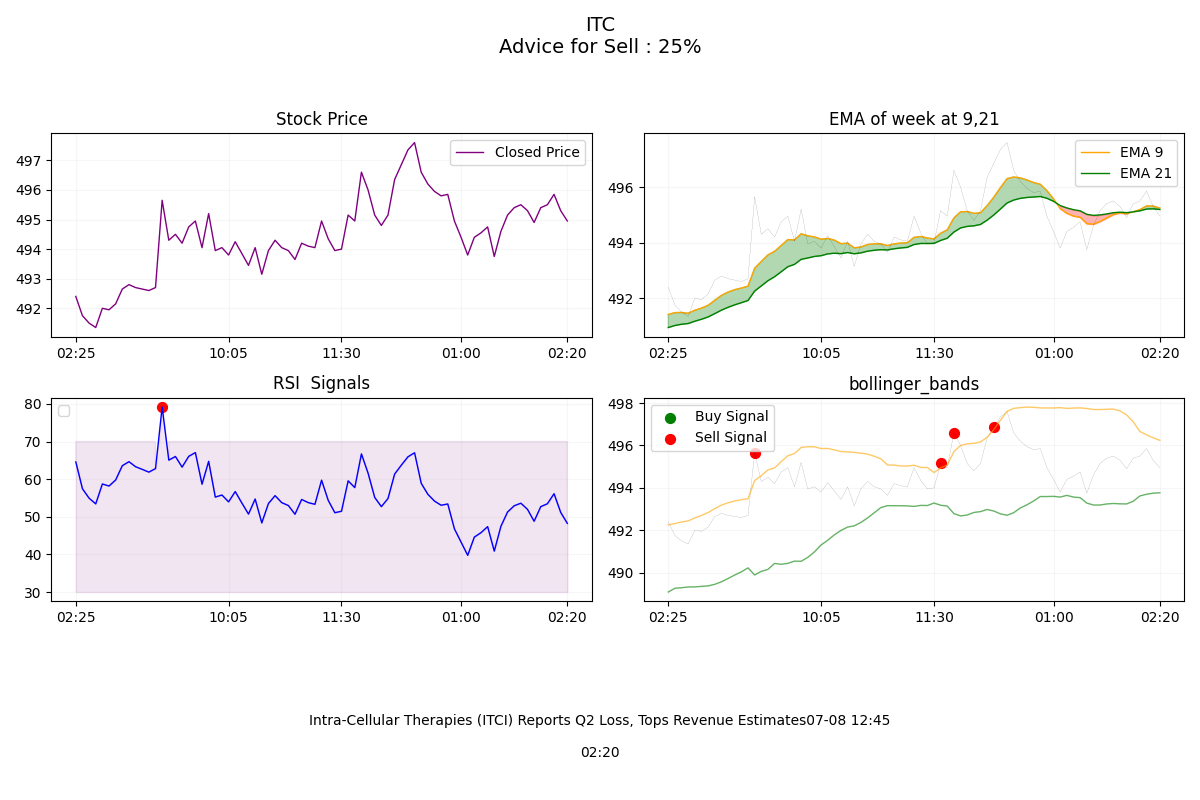 ITC
Advice for Sell : 25%
Stock Price
Closed Price
497
496
495
494
493
492
02:25 10:05 11:30 01:00 02:20
EMA of week at 9,21
EMA 9
EMA 21
496
494
492
02:25 10:05 11:30 01:00 02:20
RSI  Signals
80
70
60
50
40
30
02:25 10:05 11:30 01:00 02:20
bollinger_bands
Buy Signal
Sell Signal
498
496
494
492
490
02:25 10:05 11:30 01:00 02:20
Intra-Cellular Therapies (ITCI) Reports Q2 Loss, Tops Revenue Estimates07-08 12:45
02:20